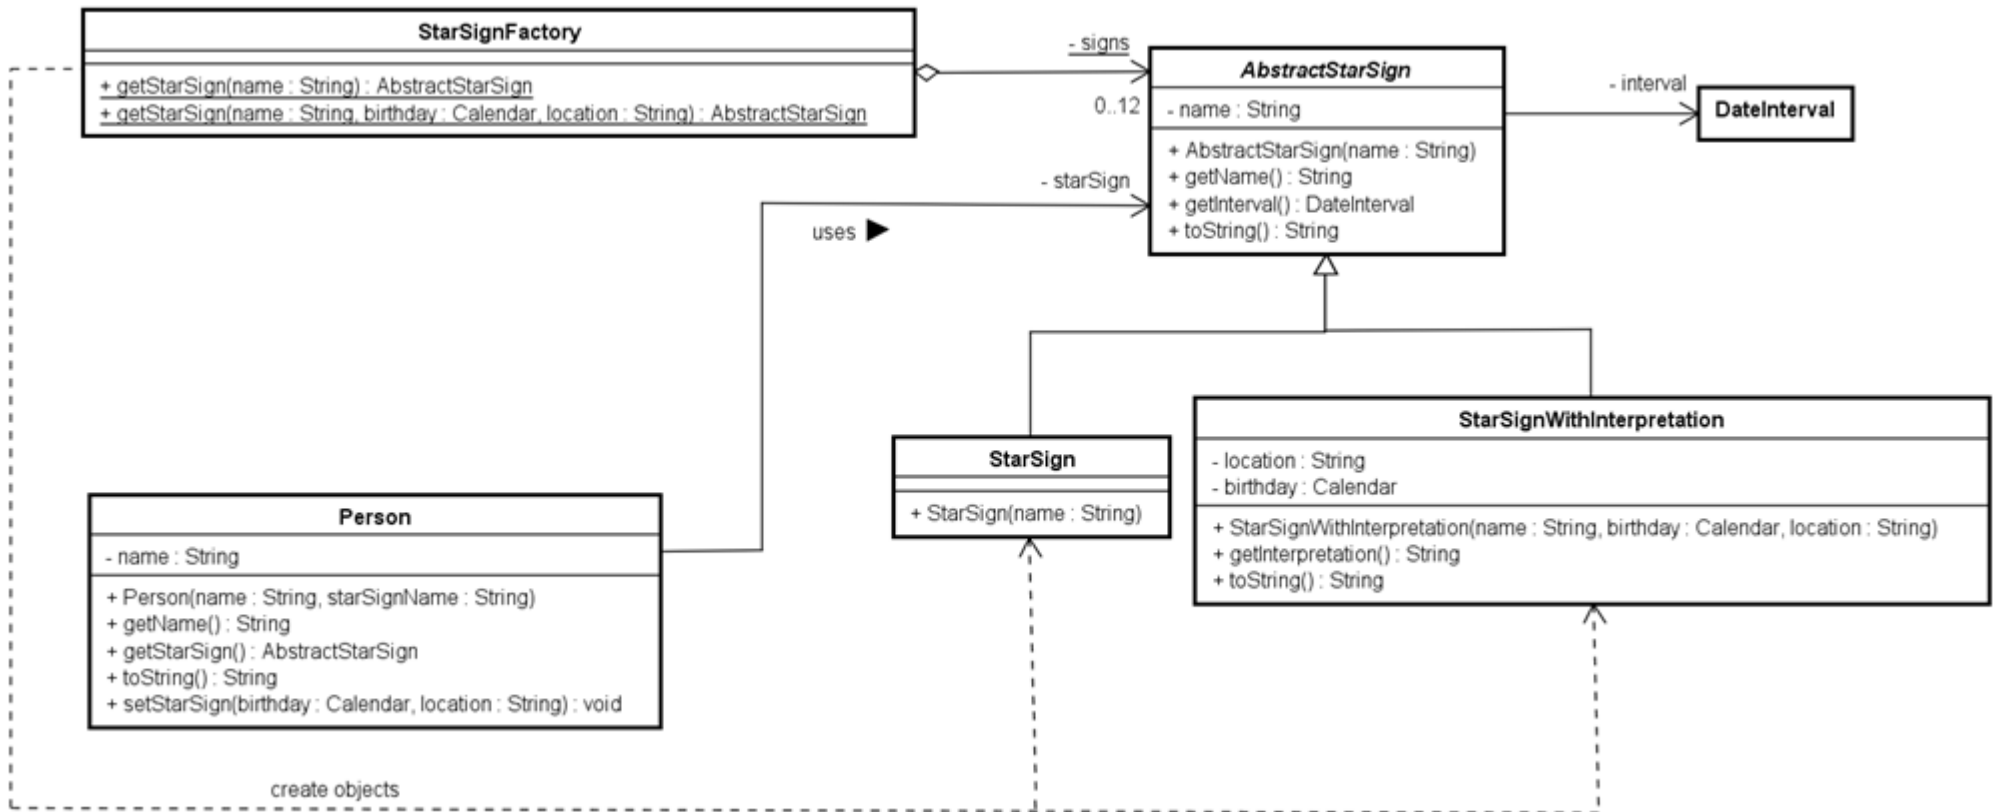 StarSignFactory
+ getStarSign(name : String) : AbstractStarSign
+ getStarSign(name : String, birthday : Calendar, location : String) : AbstractStarSign
- signs
0..12
AbstractStarSign
- name : String
+ AbstractStarSign(name : String)
+ getName() : String
+ getInterval() : DateInterval
+ toString() : String
- interval
DateInterval
- starSign
uses
StarSign
+ StarSign(name : String)
StarSignWithInterpretation
- location : String
- birthday : Calendar
+ StarSignWithInterpretation(name : String, birthday : Calendar, location : String)
+ getInterpretation() : String
+ toString() : String
Person
- name : String
+ Person(name : String, starSignName : String)
+ getName() : String
+ getStarSign() : AbstractStarSign
+ toString() : String
+ setStarSign(birthday : Calendar, location : String) : void
create objects